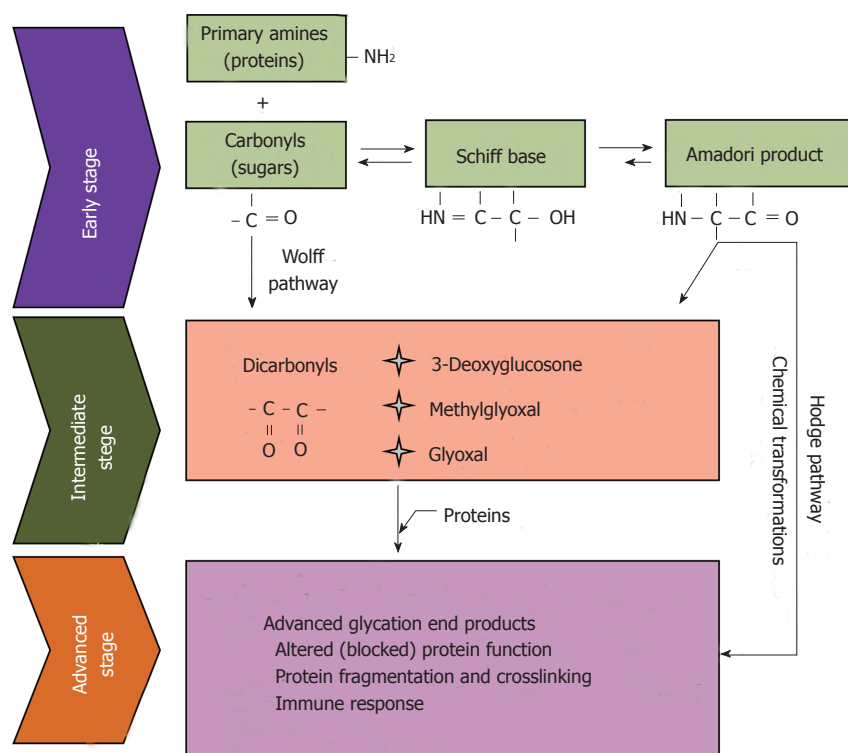 Early stage
Primary amines
(proteins)
– NH2
+
Carbonyls
(sugars)
Schiff base
Amadori product
– C = O
HN = C – C – OH
HN – C – C = O
Wolff
pathway
Intermediate
stege
Dicarbonyls
– C – C –
O O
3-Deoxyglucosone
Methylglyoxal
Glyoxal
Chemical transformations
Hodge pathway
Proteins
Advanced
stage
Advanced glycation end products
Altered (blocked) protein function
Protein fragmentation and crosslinking
Immune response